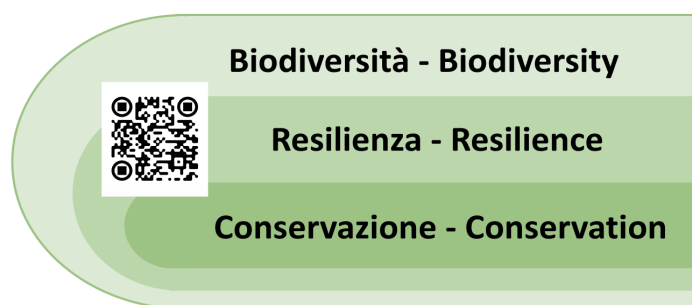 Biodiversità - Biodiversity
Resilienza - Resilience
Conservazione - Conservation